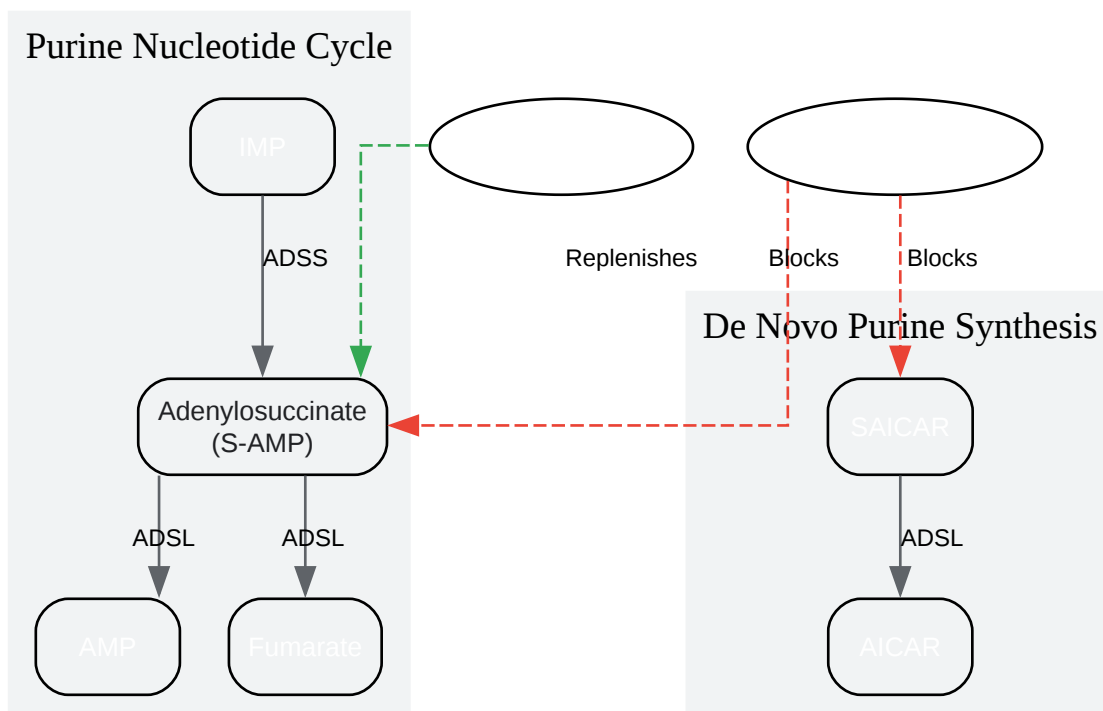 Purine Nucleotide Cycle
IMP
ADSS
Replenishes
Blocks
Blocks
De Novo Purine Synthesis
Adenylosuccinate
(S-AMP)
SAICAR
ADSL
ADSL
ADSL
AMP
Fumarate
AICAR